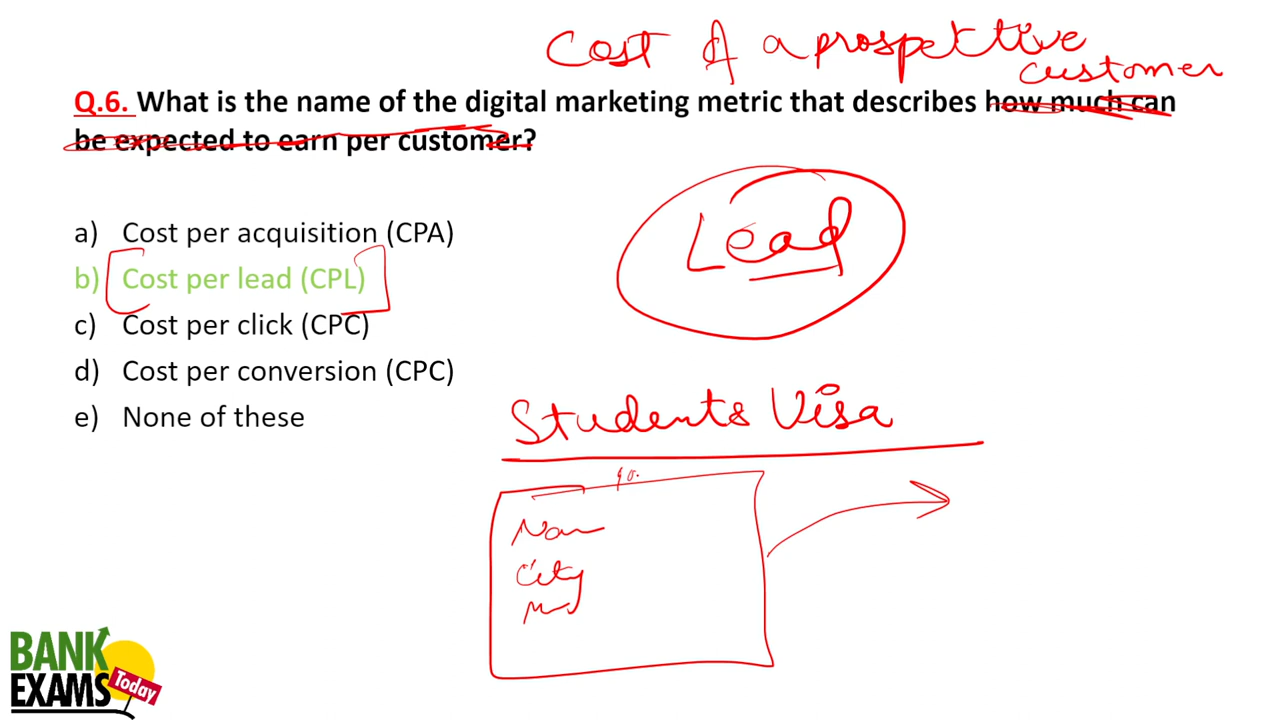 Cost of a prospective
customer
Q.6. What is the name of the digital marketing metric that describes how much can
be expected to earn per customer?
a) Cost per acquisition (CPA)
b) Cost per lead (CPL)
c) Cost per click (CPC)
d) Cost per conversion (CPC)
e) None of these
Lead
Students Visa
City
BANK
EXAMS
Today